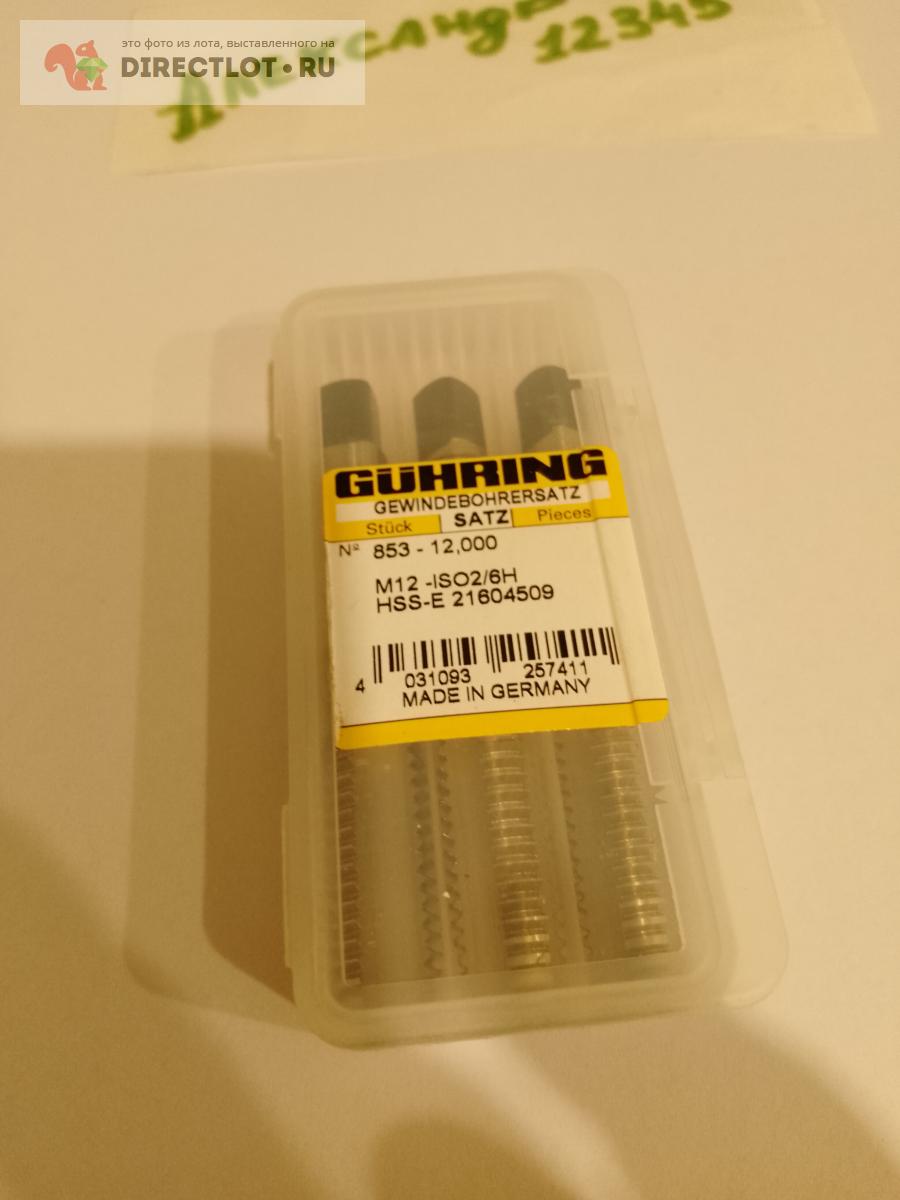 это фото из лота, выставленного на
DIRECTLOT.RU
Александр
12345
GÜHRING
GEWINDEBOHRERSATZ
Stück SATZ Pieces
Nº 853 - 12,000
M12 -ISO2/6H
HSS-E 21604509
4 031093 257411
MADE IN GERMANY